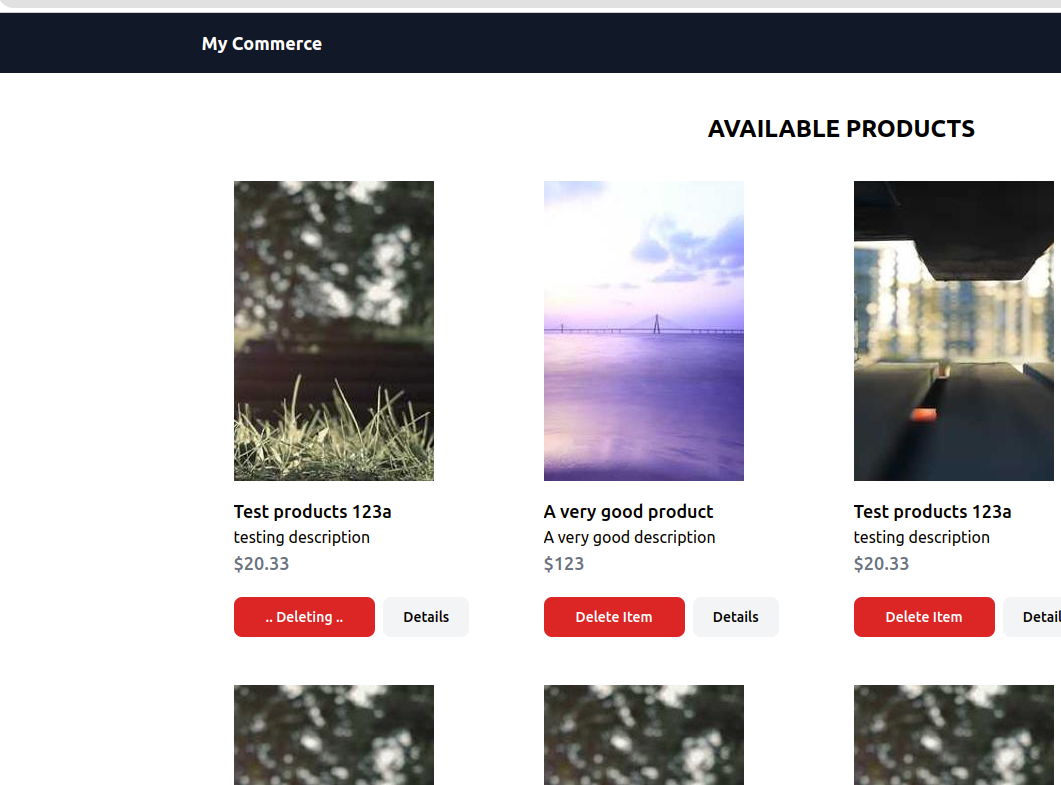 My Commerce
AVAILABLE PRODUCTS
Test products 123a
testing description
$20.33
.. Deleting ..
Details
A very good product
A very good description
$123
Delete Item
Details
Test products 123a
testing description
$20.33
Delete Item
Detail